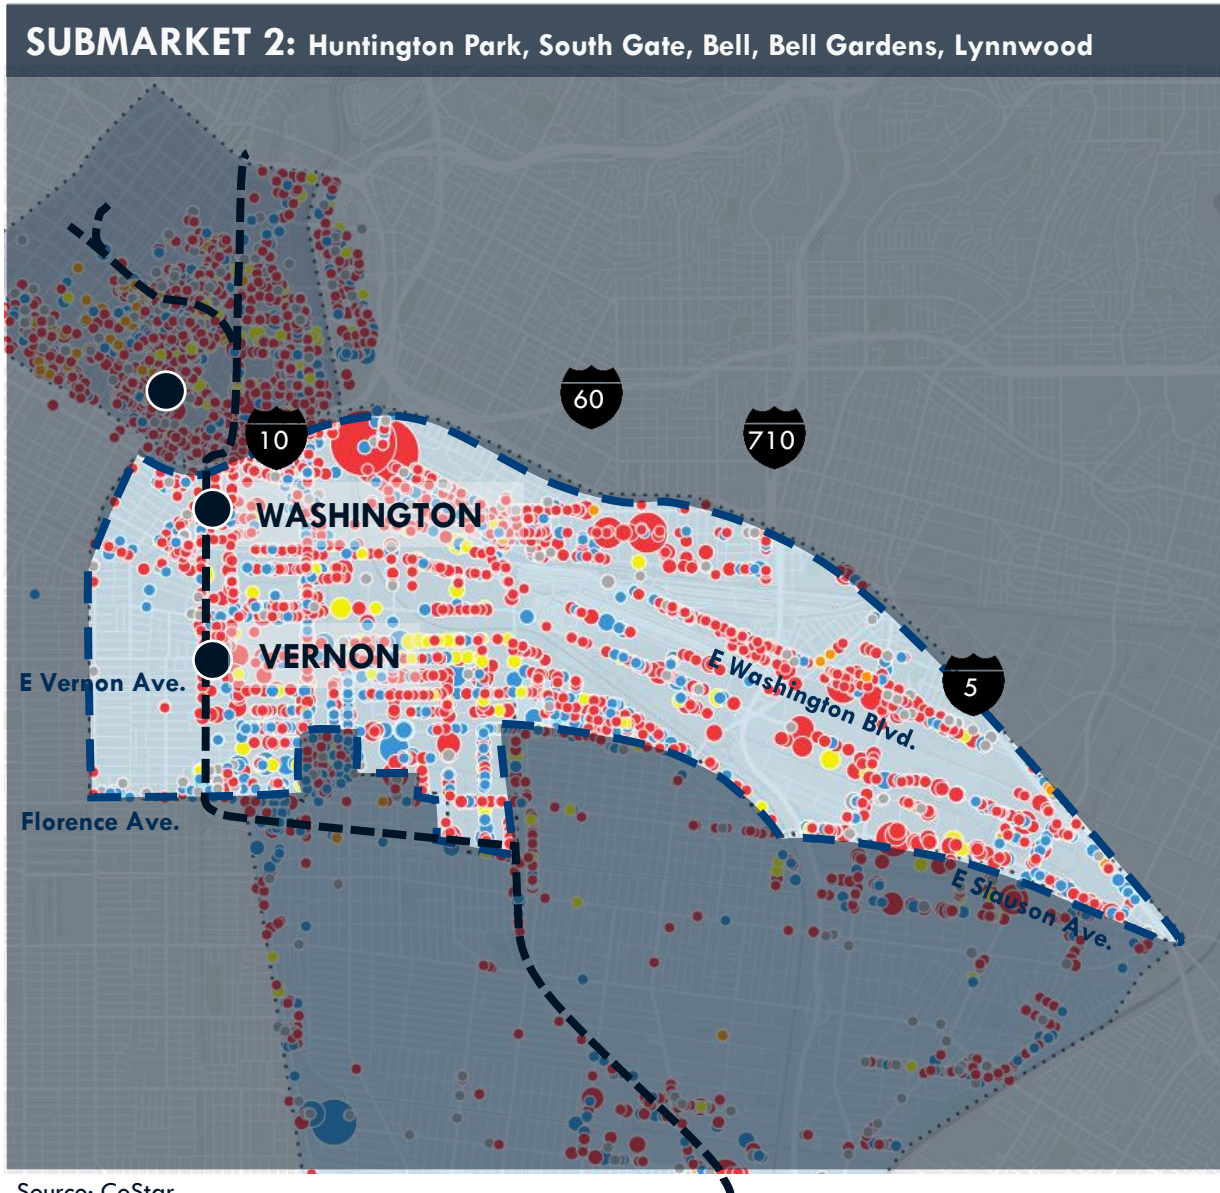 SUBMARKET 2: Huntington Park, South Gate, Bell, Bell Gardens, Lynnwood
60
10
710
WASHINGTON
VERNON
E Washington Blvd.
5
E Vernon Ave.
Florence Ave.
E Slauson Ave.
Source: CoStar